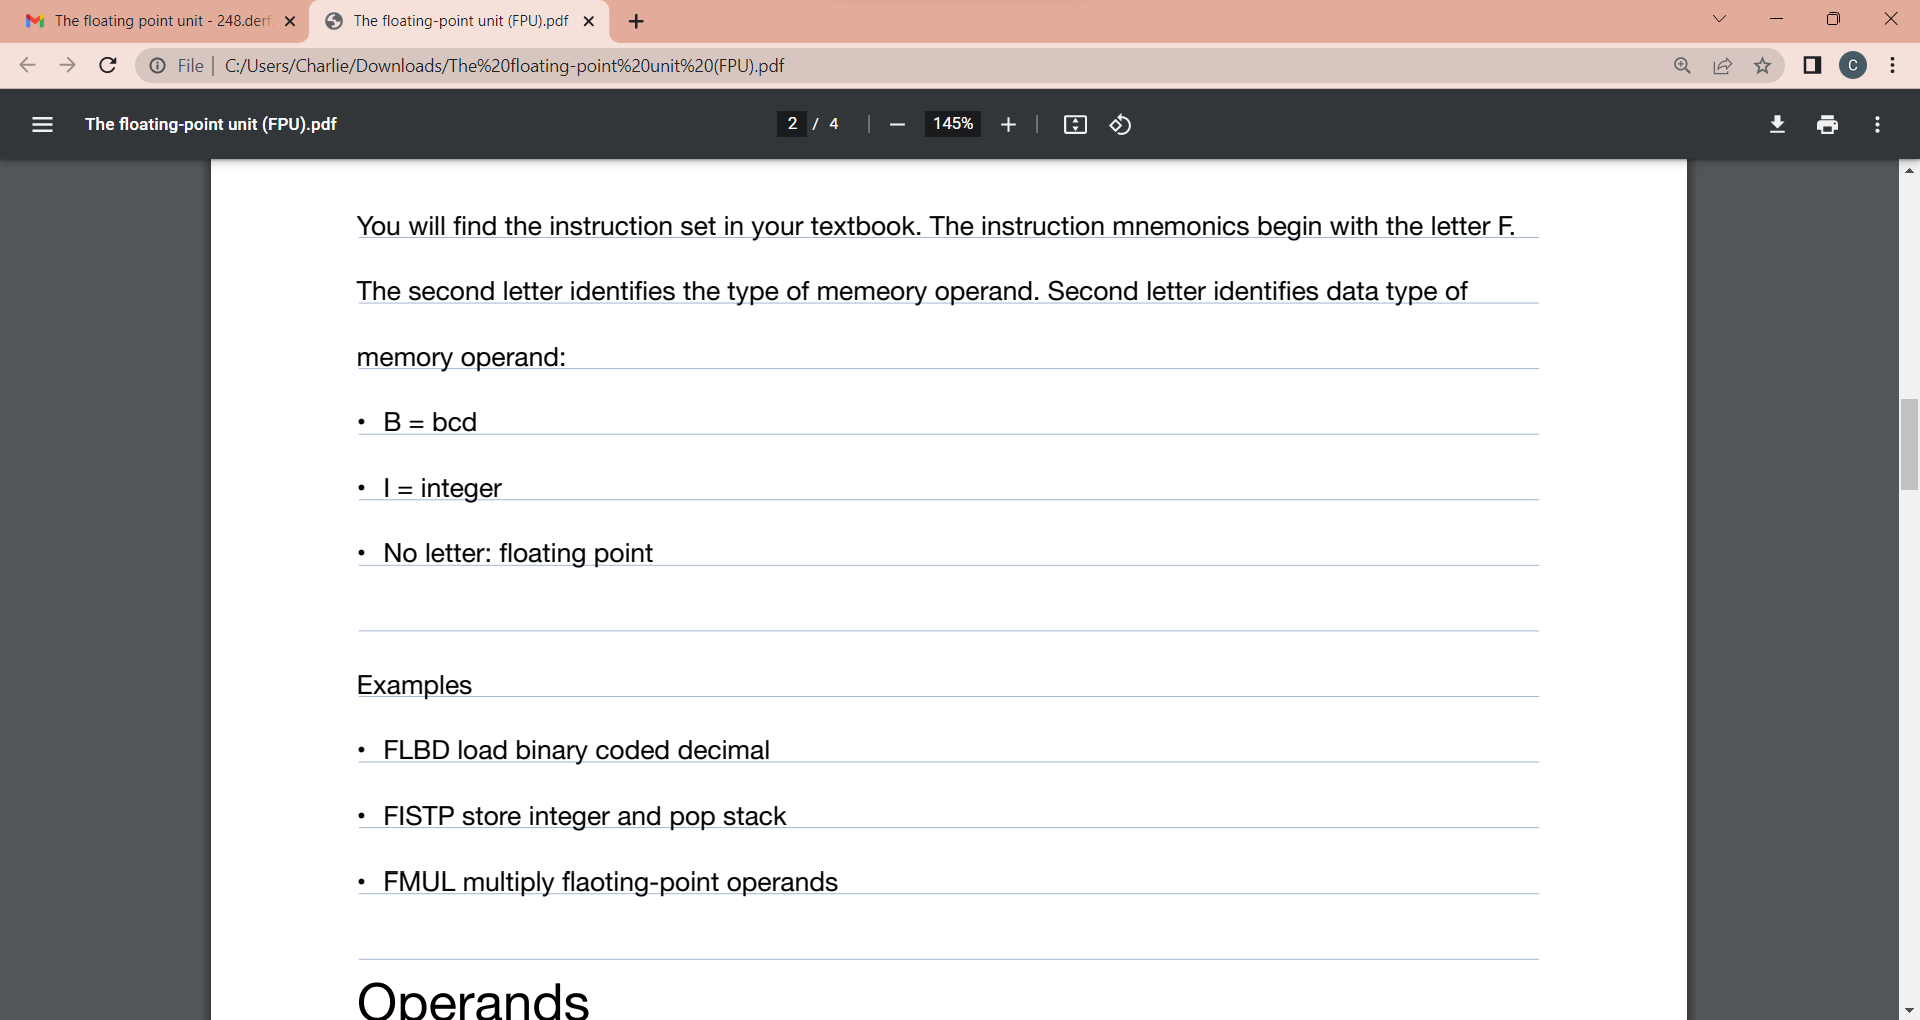 The floating point unit - 248.derf
The floating-point unit (FPU).pdf
File
C:/Users/Charlie/Downloads/The%20floating-point%20unit%20(FPU).pdf
C
The floating-point unit (FPU).pdf
2 / 4
145%
You will find the instruction set in your textbook. The instruction mnemonics begin with the letter F.
The second letter identifies the type of memeory operand. Second letter identifies data type of
memory operand:
• B = bcd
• I = integer
• No letter: floating point
Examples
• FLBD load binary coded decimal
• FISTP store integer and pop stack
• FMUL multiply flaoting-point operands
Operands